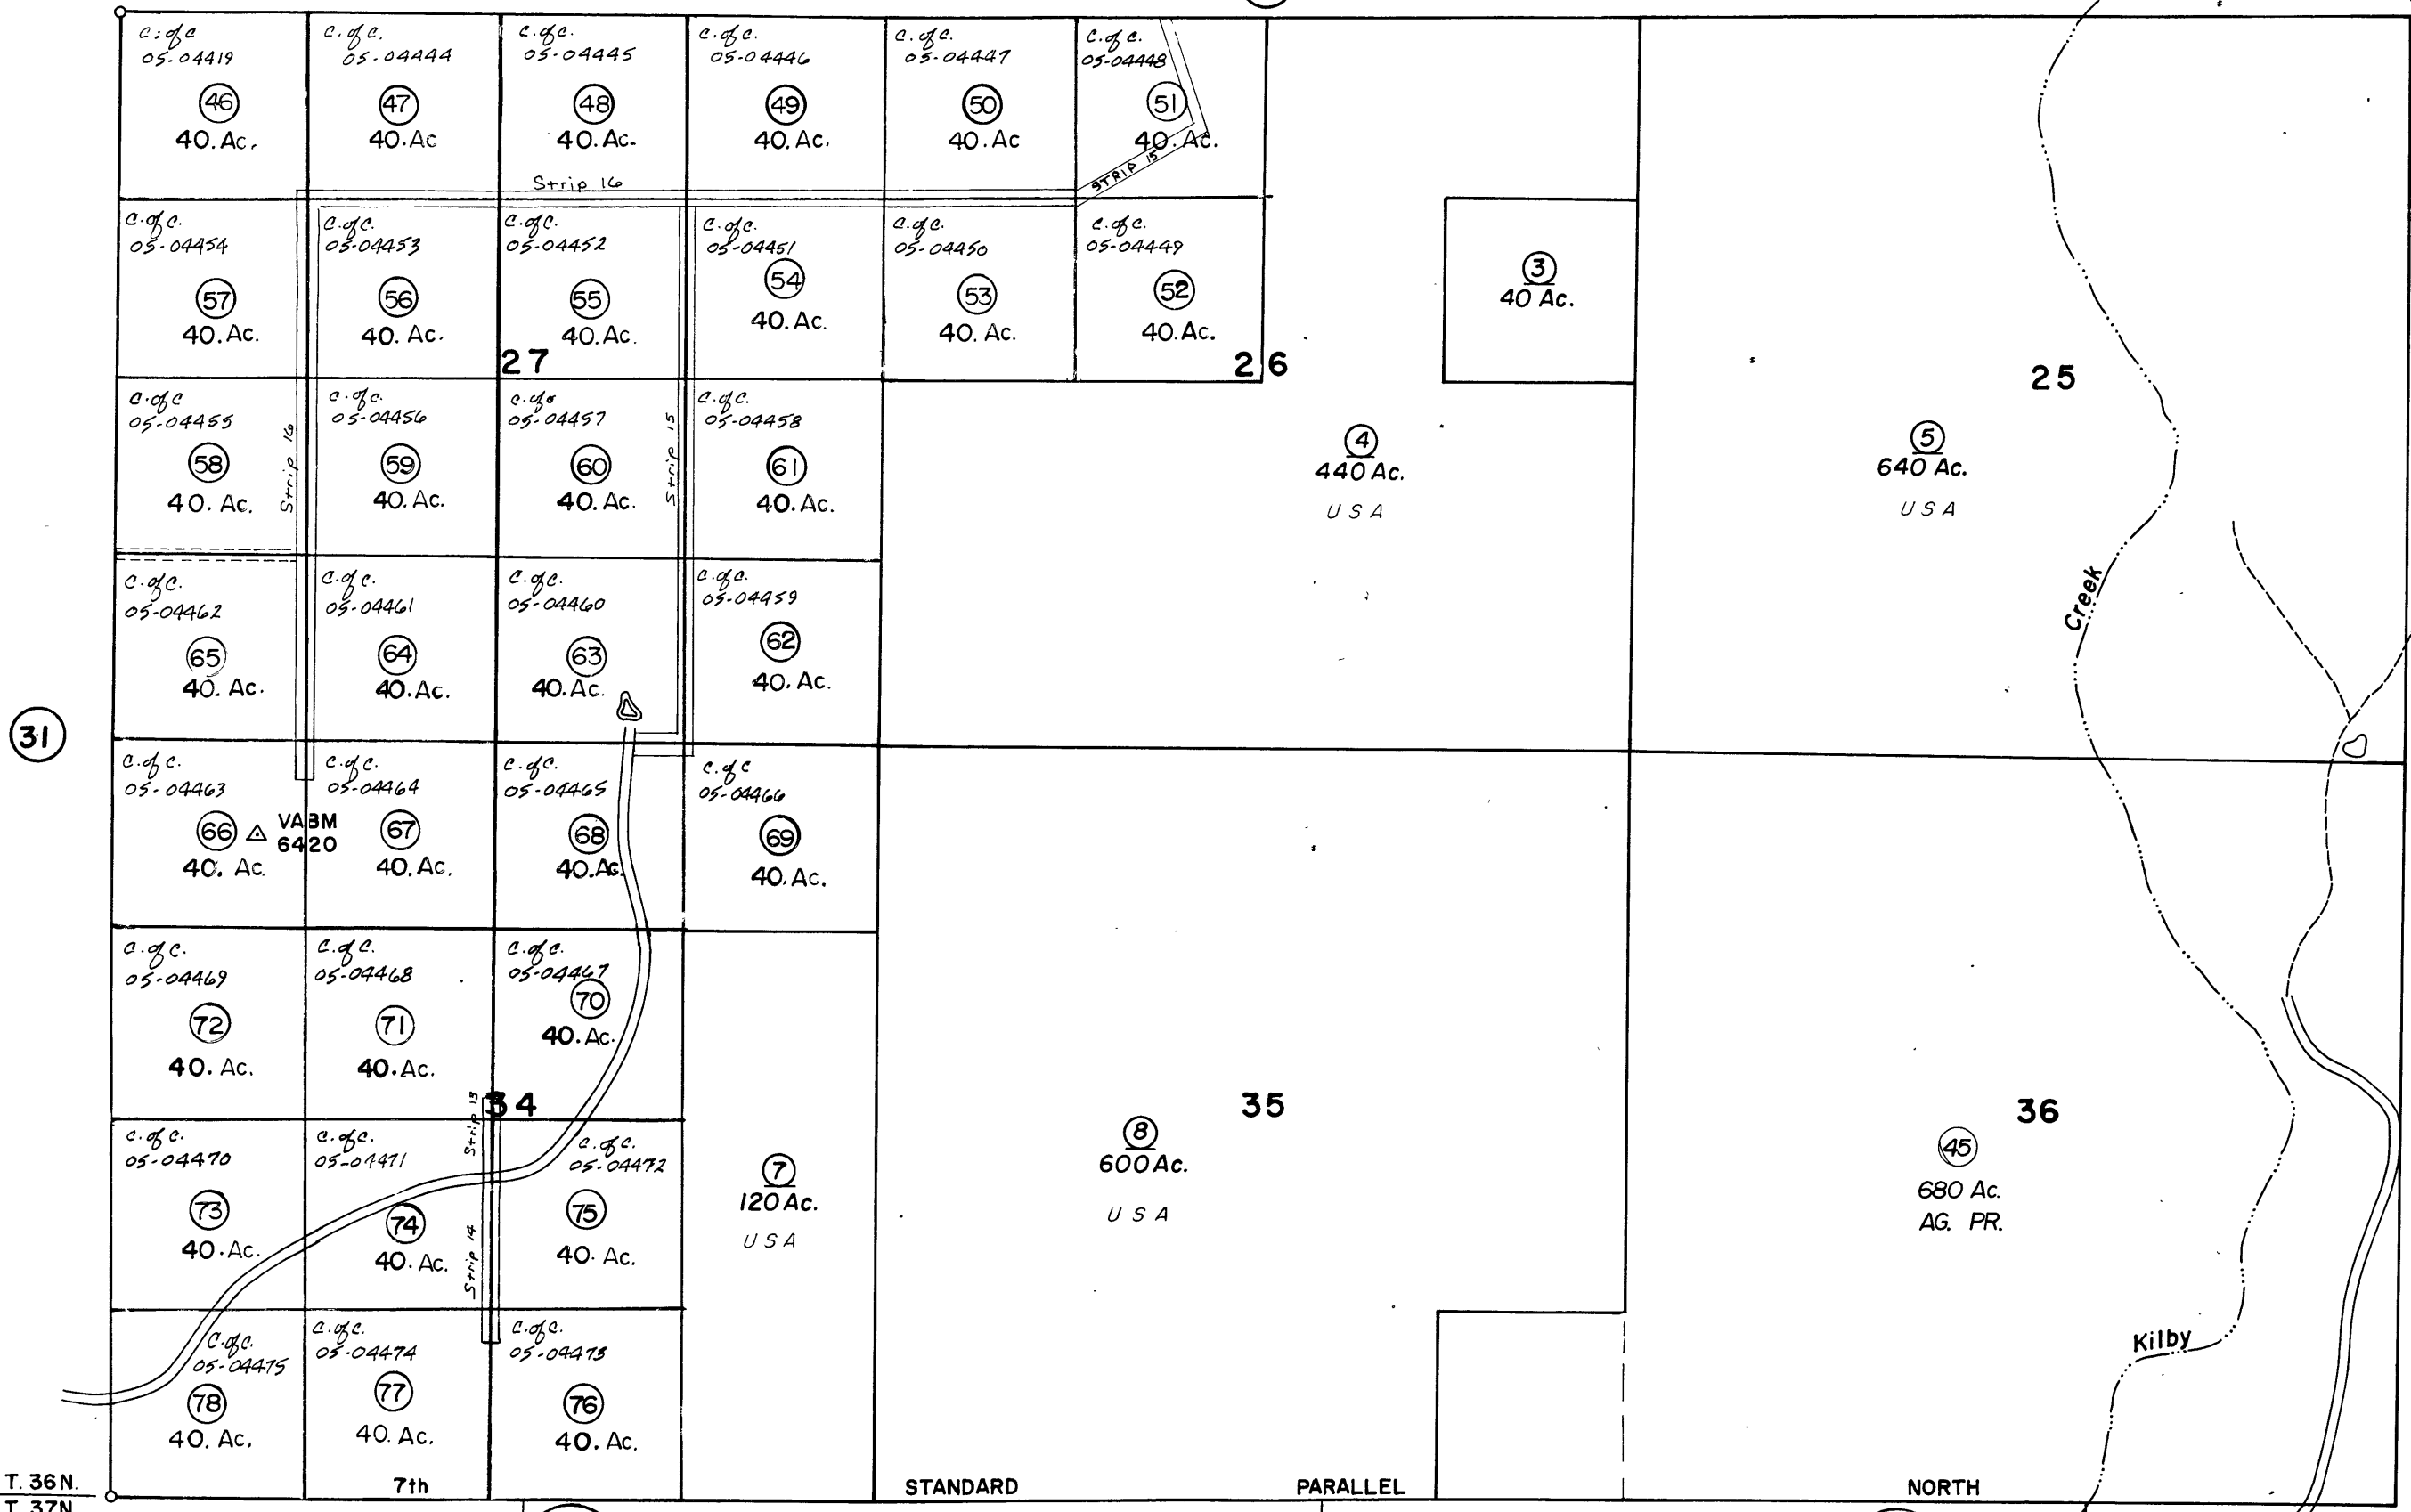 C. of C
05-04419
46
40. Ac.
C. of C.
05-04444
47
40. Ac
C. of C.
05-04445
48
40. Ac.
C. of C.
05-04446
49
40. Ac.
C. of C.
05-04447
50
40. Ac
C. of C.
05-04448
51
40. Ac.
Strip 16
STRIP 15
C. of C.
05-04454
57
40. Ac.
C. of C.
05-04453
56
40. Ac.
C. of C.
05-04452
55
40. Ac.
C. of C.
05-04451
54
40. Ac.
C. of C.
05-04450
53
40. Ac.
C. of C.
05-04449
52
40. Ac.
3
40 Ac.
27
26
25
C. of C
05-04455
58
40. Ac.
Strip 16
C. of C.
05-04456
59
40. Ac.
C. of C
05-04457
60
40. Ac.
Strip 15
C. of C.
05-04458
61
40. Ac.
4
440 Ac.
USA
5
640 Ac.
USA
Creek
C. of C.
05-04462
65
40. Ac.
C. of C.
05-04461
64
40. Ac.
C. of C.
05-04460
63
40. Ac.
C. of C.
05-04459
62
40. Ac.
31
C. of C.
05-04463
66
40. Ac.
VABM
6420
C. of C.
05-04464
67
40. Ac.
C. of C.
05-04465
68
40. Ac.
C. of C
05-04466
69
40. Ac.
C. of C.
05-04469
72
40. Ac.
C. of C.
05-04468
71
40. Ac.
C. of C.
05-04467
70
40. Ac.
34
35
36
C. of C.
05-04470
73
40. Ac.
C. of C.
05-04471
74
40. Ac.
Strip 13
Strip 14
C. of C.
05-04472
75
40. Ac.
7
120 Ac.
USA
8
600 Ac.
USA
45
680 Ac.
AG. PR.
Kilby
C. of C.
05-04475
78
40. Ac.
C. of C.
05-04474
77
40. Ac.
C. of C.
05-04473
76
40. Ac.
T. 36N.
T. 37N
7th STANDARD PARALLEL NORTH